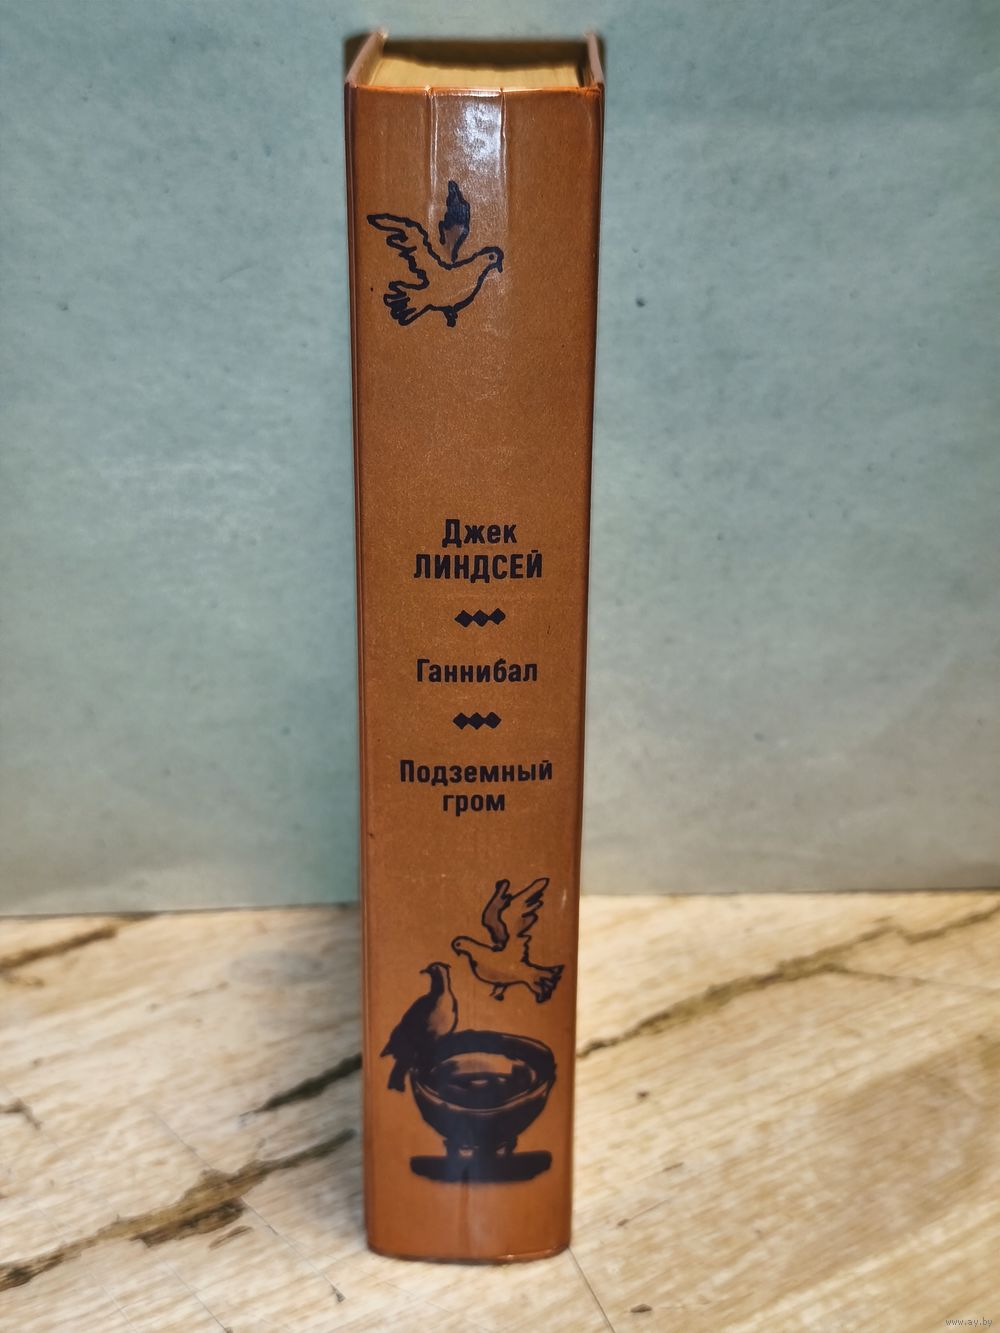 Джек
ЛИНДСЕЙ
Ганнибал
Подземный
гром
www.ay.by